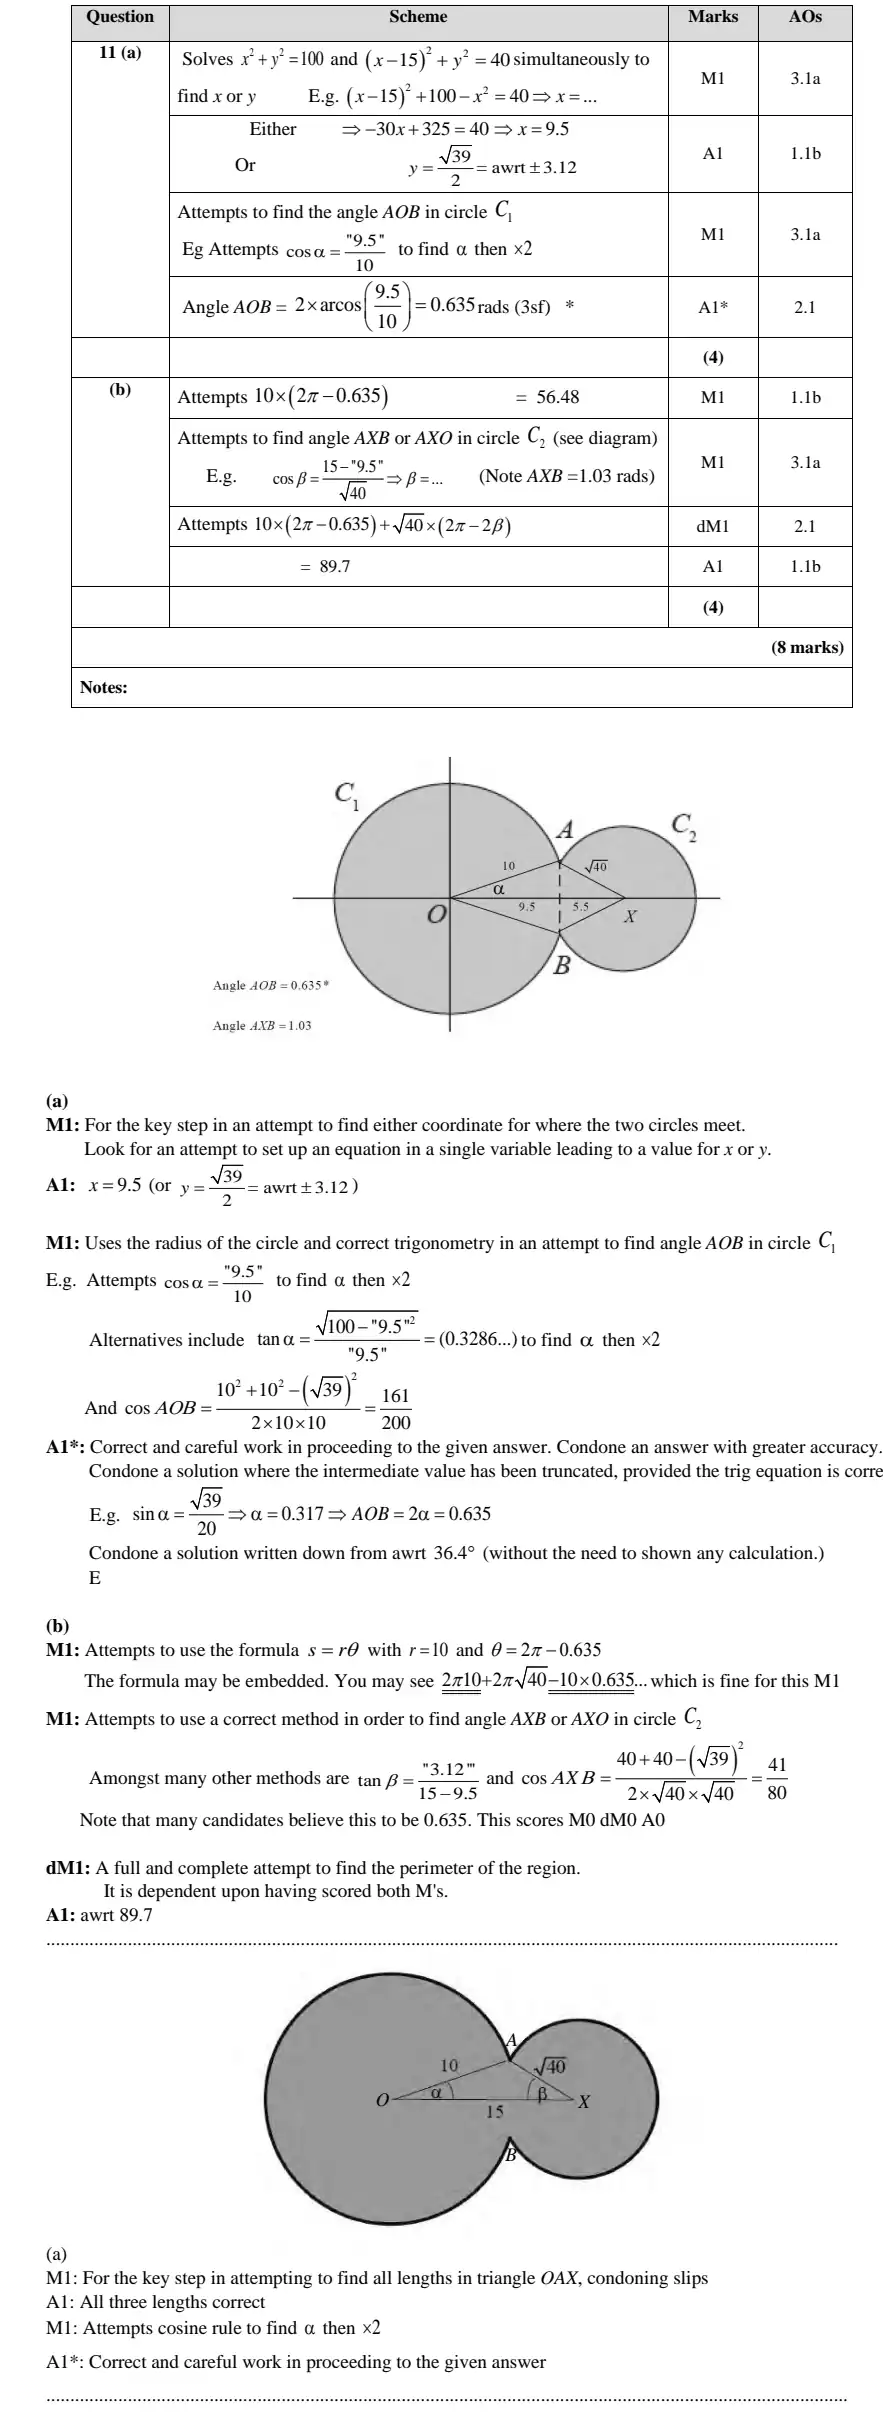 Question Scheme Marks AOs
11 (a) Solves x² + y² = 100 and (x−15)² + y² = 40 simultaneously to
find x or y E.g. (x−15)² + 100 − x² = 40 ⇒ x = ... M1 3.1a
Either ⇒ −30x + 325 = 40 ⇒ x = 9.5
Or y = √39/2 = awrt ± 3.12 A1 1.1b
Attempts to find the angle AOB in circle C₁
Eg Attempts cos α = "9.5"/10 to find α then ×2 M1 3.1a
Angle AOB = 2×arcos(9.5/10) = 0.635 rads (3sf) * A1* 2.1
(4)
(b) Attempts 10×(2π − 0.635) = 56.48 M1 1.1b
Attempts to find angle AXB or AXO in circle C₂ (see diagram)
E.g. cos β = (15 − "9.5")/√40 ⇒ β = ... (Note AXB =1.03 rads) M1 3.1a
Attempts 10×(2π − 0.635) + √40 ×(2π − 2β) dM1 2.1
= 89.7 A1 1.1b
(4)
(8 marks)
Notes:
C₁
A
C₂
10
√40
α
O
9.5
5.5
X
B
Angle AOB = 0.635*
Angle AXB = 1.03
(a)
M1: For the key step in an attempt to find either coordinate for where the two circles meet.
Look for an attempt to set up an equation in a single variable leading to a value for x or y.
A1: x = 9.5 (or y = √39/2 = awrt ± 3.12 )
M1: Uses the radius of the circle and correct trigonometry in an attempt to find angle AOB in circle C₁
E.g. Attempts cos α = "9.5"/10 to find α then ×2
Alternatives include tan α = √(100 − "9.5"²)/"9.5" = (0.3286...) to find α then ×2
And cos AOB = (10² + 10² − (√39)²)/(2×10×10) = 161/200
A1*: Correct and careful work in proceeding to the given answer. Condone an answer with greater accuracy.
Condone a solution where the intermediate value has been truncated, provided the trig equation is corre
E.g. sin α = √39/20 ⇒ α = 0.317 ⇒ AOB = 2α = 0.635
Condone a solution written down from awrt 36.4° (without the need to shown any calculation.)
E
(b)
M1: Attempts to use the formula s = rθ with r = 10 and θ = 2π − 0.635
The formula may be embedded. You may see 2π10+2π√40−10×0.635... which is fine for this M1
M1: Attempts to use a correct method in order to find angle AXB or AXO in circle C₂
Amongst many other methods are tan β = "3.12"'/(15 − 9.5) and cos AXB = (40 + 40 − (√39)²)/(2×√40×√40) = 41/80
Note that many candidates believe this to be 0.635. This scores M0 dM0 A0
dM1: A full and complete attempt to find the perimeter of the region.
It is dependent upon having scored both M's.
A1: awrt 89.7
A
10
√40
O
α
β
X
15
B
(a)
M1: For the key step in attempting to find all lengths in triangle OAX, condoning slips
A1: All three lengths correct
M1: Attempts cosine rule to find α then ×2
A1*: Correct and careful work in proceeding to the given answer